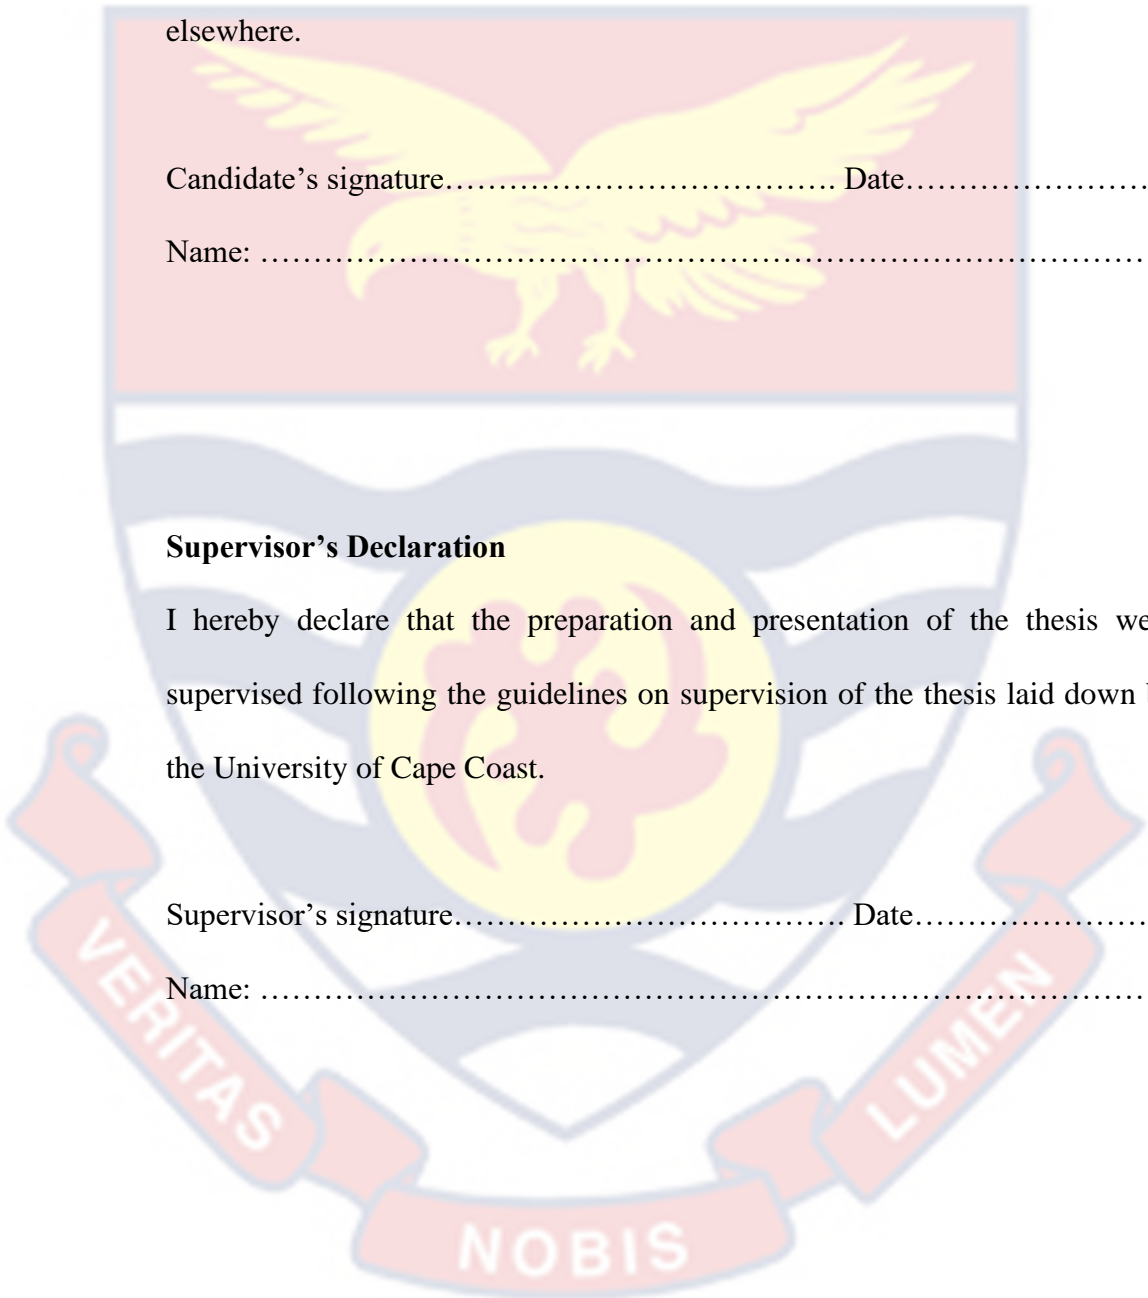 elsewhere.
Candidate’s signature………………………………. Date…………………
Name: ………………………………………………………………………
Supervisor’s Declaration
I hereby declare that the preparation and presentation of the thesis we
supervised following the guidelines on supervision of the thesis laid down
the University of Cape Coast.
Supervisor’s signature………………………………. Date…………………
Name: ………………………………………………………………………
VERITAS
NOBIS
LUMEN